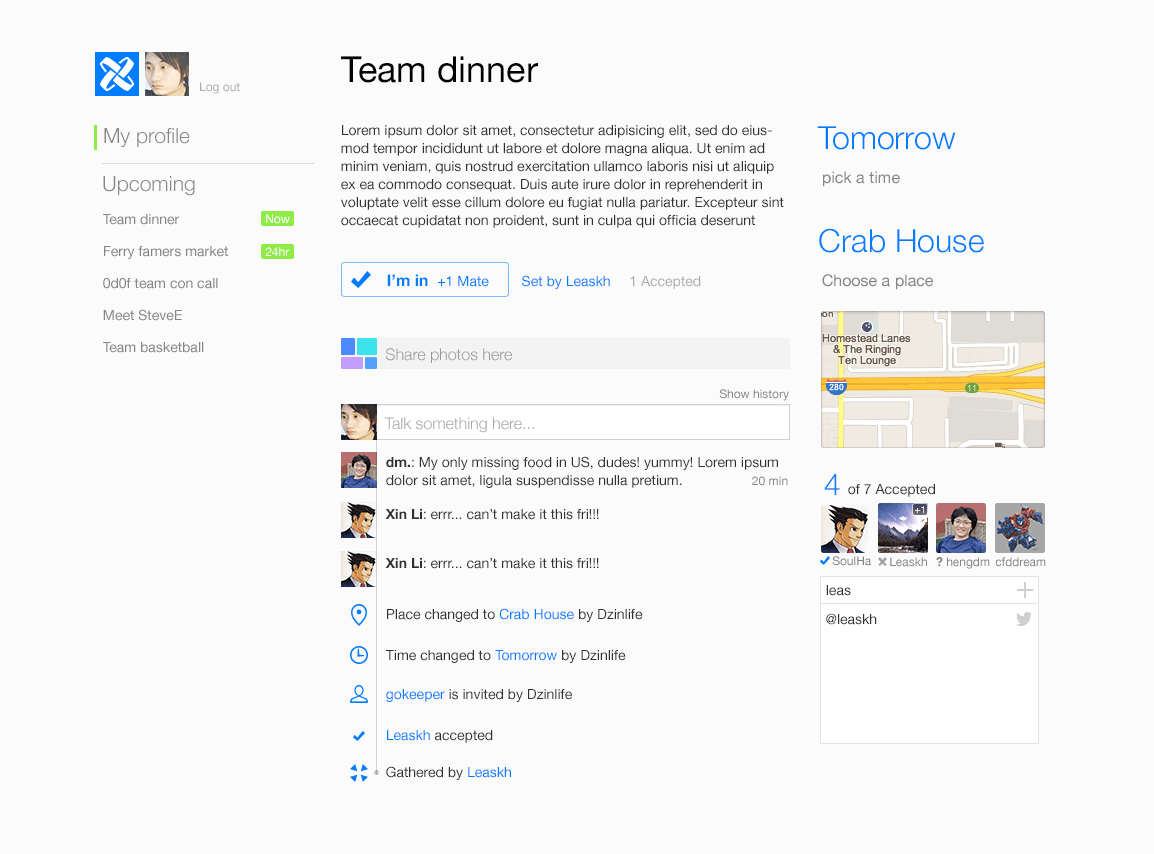 Log out
My profile
Upcoming
Team dinner
Now
Ferry famers market
24hr
0d0f team con call
Meet SteveE
Team basketball
Team dinner
Lorem ipsum dolor sit amet, consectetur adipisicing elit, sed do eius-
mod tempor incididunt ut labore et dolore magna aliqua. Ut enim ad
minim veniam, quis nostrud exercitation ullamco laboris nisi ut aliquip
ex ea commodo consequat. Duis aute irure dolor in reprehenderit in
voluptate velit esse cillum dolore eu fugiat nulla pariatur. Excepteur sint
occaecat cupidatat non proident, sunt in culpa qui officia deserunt
I'm in +1 Mate
Set by Leaskh
1 Accepted
Share photos here
Show history
Talk something here...
dm.: My only missing food in US, dudes! yummy! Lorem ipsum
dolor sit amet, ligula suspendisse nulla pretium.
20 min
Xin Li: errr... can't make it this fri!!!
Xin Li: errr... can't make it this fri!!!
Place changed to Crab House by Dzinlife
Time changed to Tomorrow by Dzinlife
gokeeper is invited by Dzinlife
Leaskh accepted
Gathered by Leaskh
Tomorrow
pick a time
Crab House
Choose a place
on
Homestead Lanes
& The Ringing
Ten Lounge
280
11
4 of 7 Accepted
+1
SoulHa
Leaskh
? hengdm
cfddream
leas
@leaskh